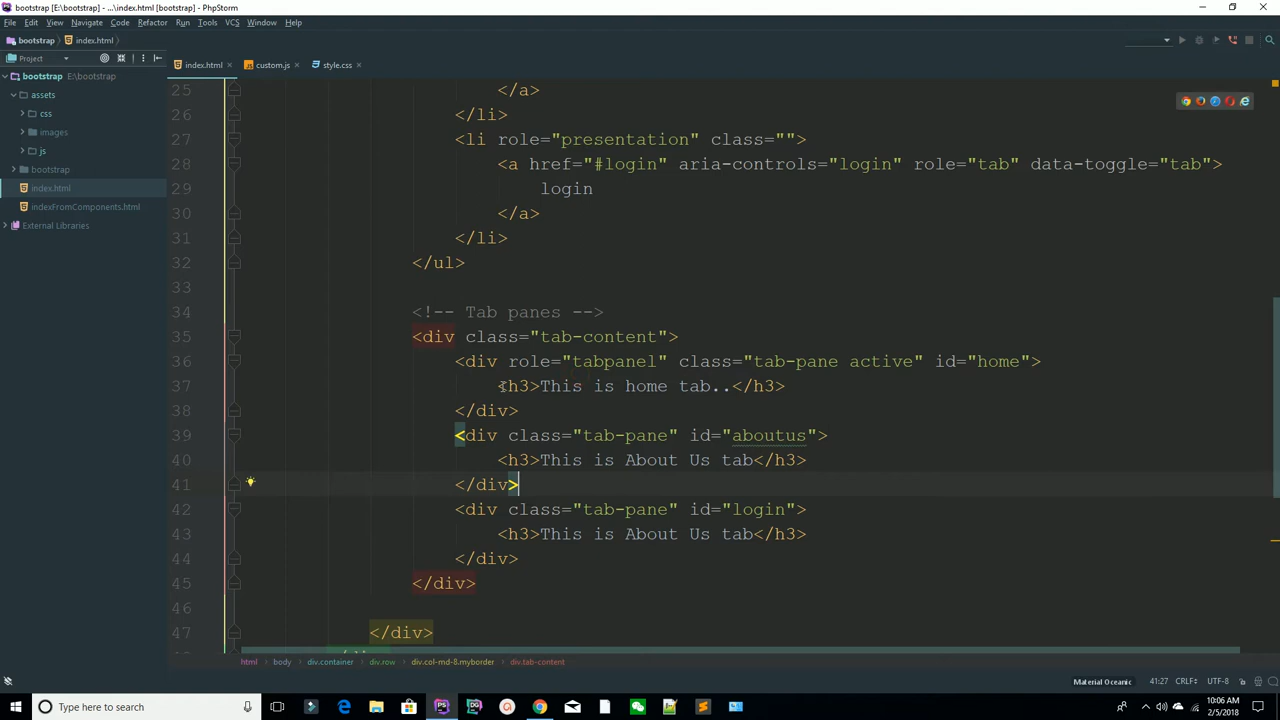 bootstrap [E:\bootstrap] - ...\index.html [bootstrap] - PhpStorm
File Edit View Navigate Code Refactor Run Tools VCS Window Help
bootstrap index.html
Project
index.html custom.js style.css
bootstrap E:\bootstrap
assets
css
images
js
bootstrap
index.html
indexFromComponents.html
External Libraries
25 </a>
26 </li>
27 <li role="presentation" class="">
28 <a href="#login" aria-controls="login" role="tab" data-toggle="tab">
29 login
30 </a>
31 </li>
32 </ul>
33
34 <!-- Tab panes -->
35 <div class="tab-content">
36 <div role="tabpanel" class="tab-pane active" id="home">
37 <h3>This is home tab..</h3>
38 </div>
39 <div class="tab-pane" id="aboutus">
40 <h3>This is About Us tab</h3>
41 </div>
42 <div class="tab-pane" id="login">
43 <h3>This is About Us tab</h3>
44 </div>
45 </div>
46
47 </div>
html body div.container div.row div.col-md-8.myborder div.tab-content
Material Oceanic 41:27 CRLF UTF-8
Type here to search
10:06 AM
2/5/2018